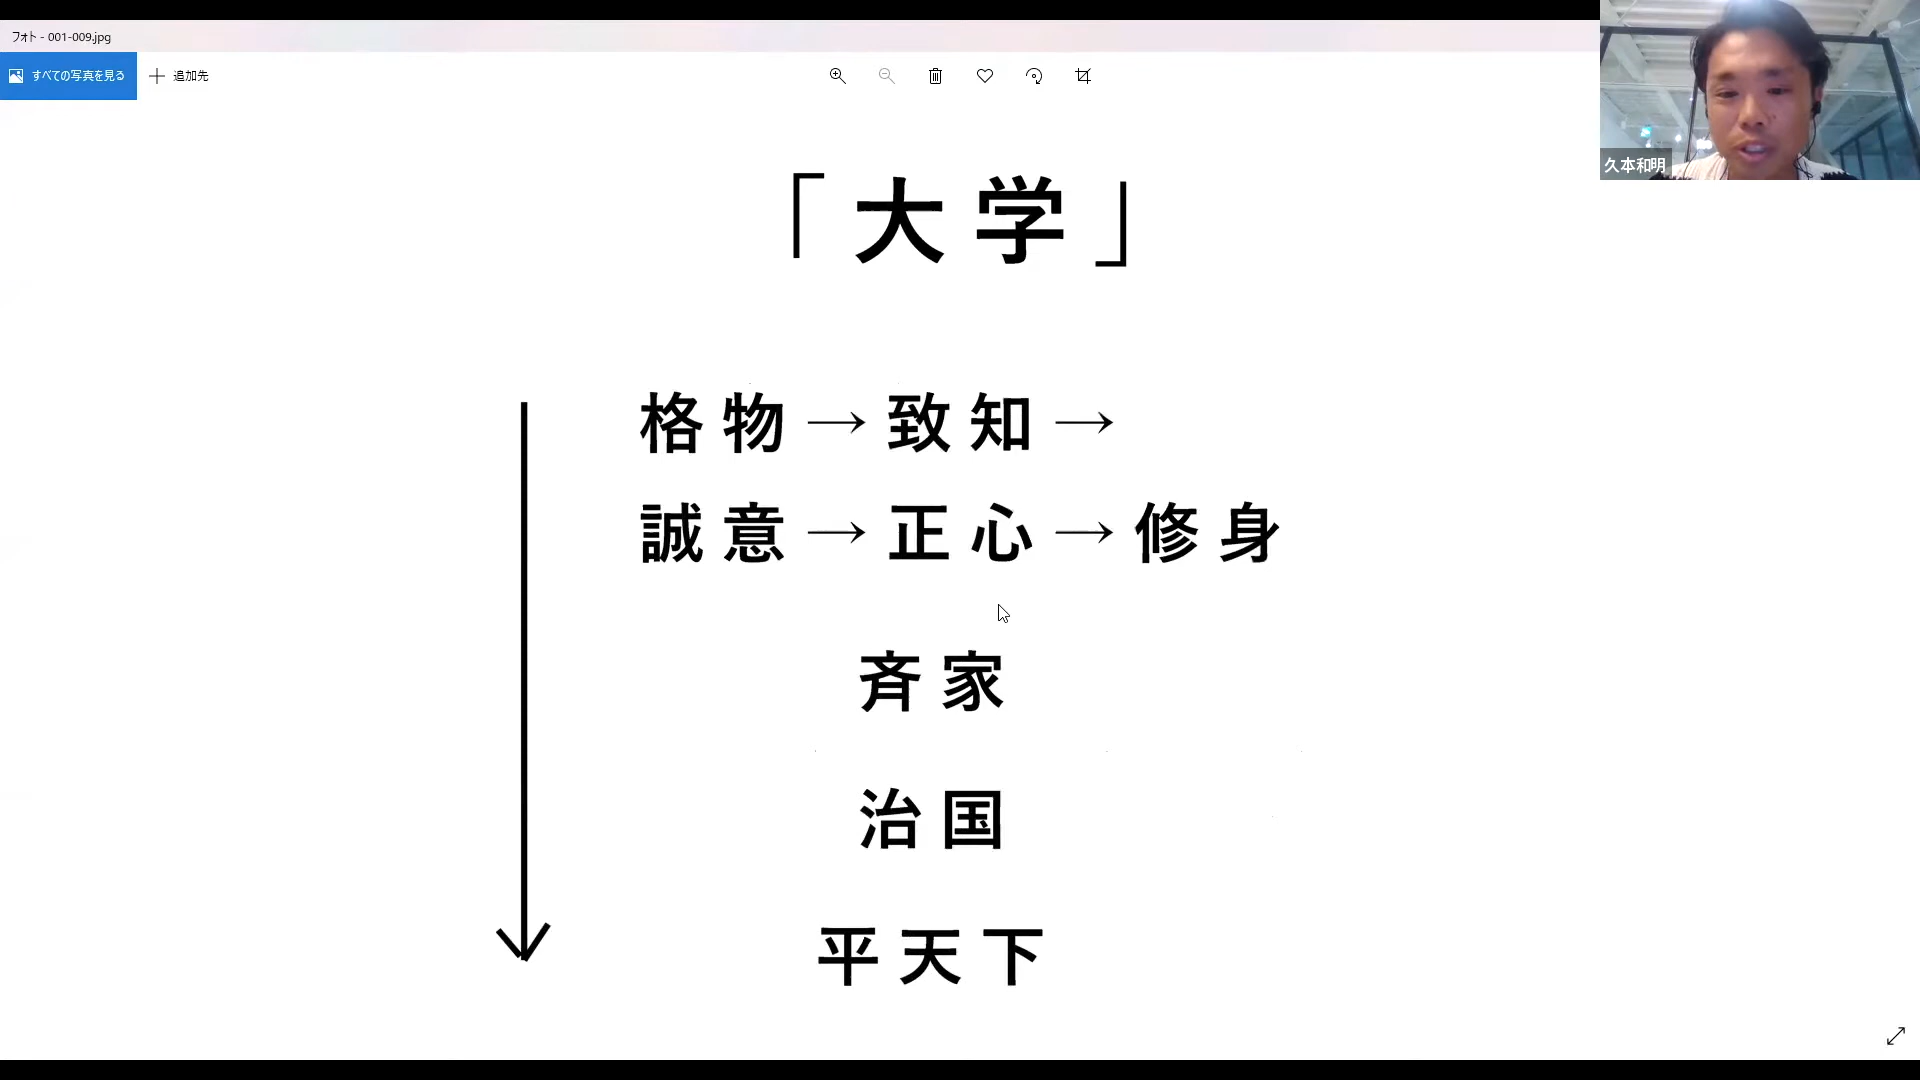 フォト - 001-009.jpg
すべての写真を見る
追加先
久本和明
「大学」
格物→致知→
誠意→正心→修身
斉家
治国
平天下